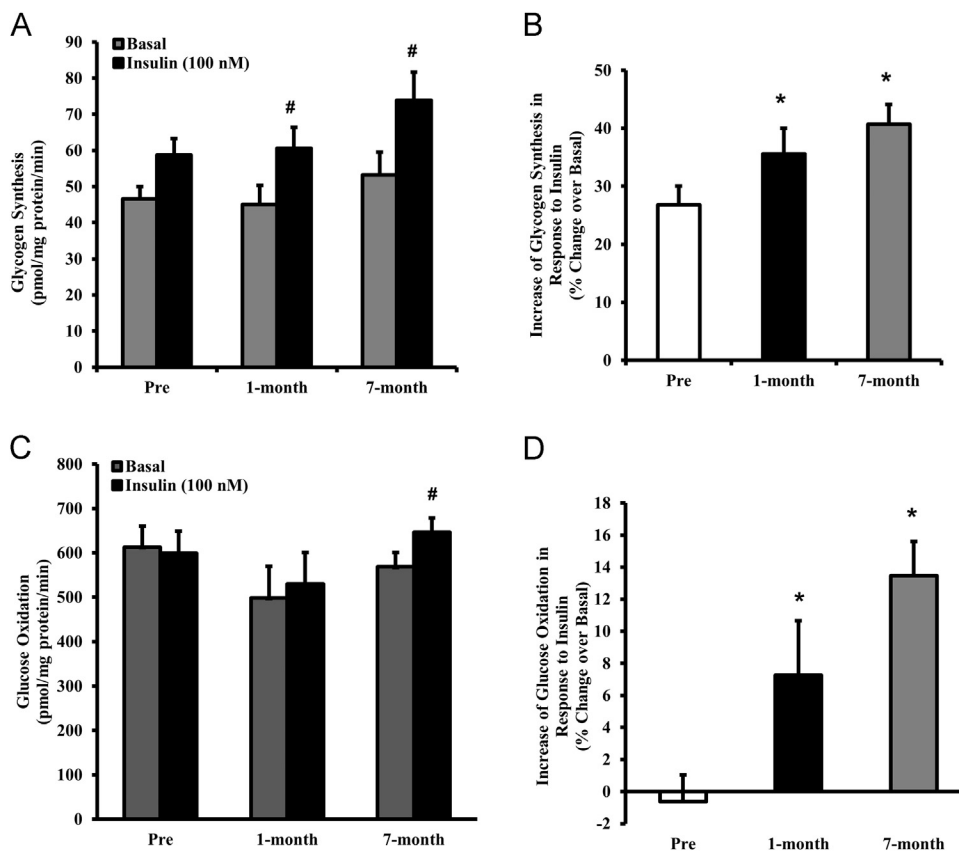 A
Basal
Insulin (100 nM)
Glycogen Synthesis
(pmol/mg protein/min)
90
80
70
60
50
40
30
20
10
0
#
#
Pre
1-month
7-month
B
Increase of Glycogen Synthesis in
Response to Insulin
(% Change over Basal)
50
40
30
20
10
0
*
*
Pre
1-month
7-month
C
Basal
Insulin (100 nM)
Glucose Oxidation
(pmol/mg protein/min)
800
700
600
500
400
300
200
100
0
#
Pre
1-month
7-month
D
Increase of Glucose Oxidation in
Response to Insulin
(% Change over Basal)
18
16
14
12
10
8
6
4
2
0
-2
*
*
Pre
1-month
7-month